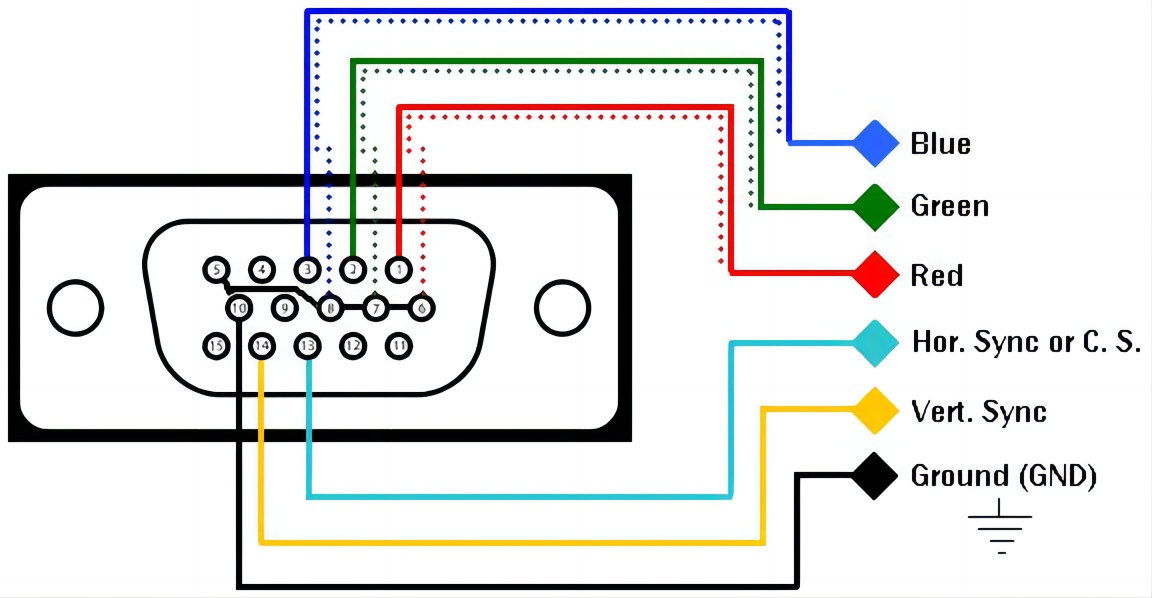 Blue
Green
5 4 3 2 1
Red
10 9 8 7 6
15 14 13 12 11
Hor. Sync or C. S.
Vert. Sync
Ground (GND)